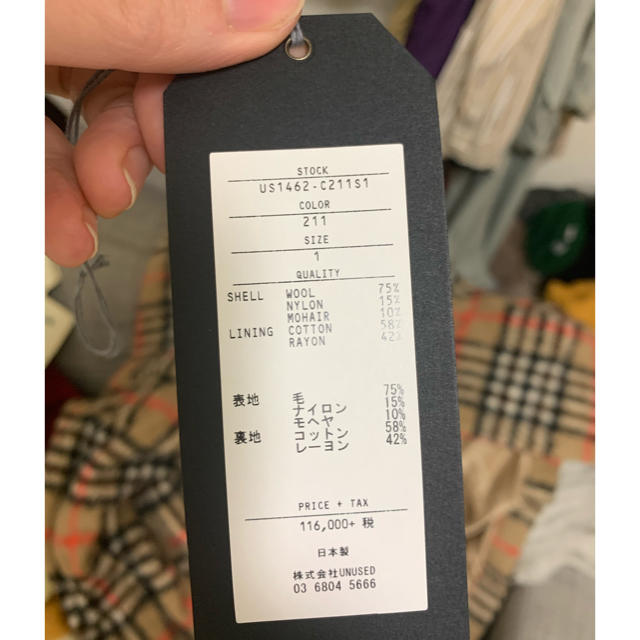 STOCK
US1462-C211S1
COLOR
211
SIZE
1
QUALITY
SHELL WOOL 75%
NYLON 15%
MOHAIR 10%
LINING COTTON 58%
RAYON 42%
表地 毛 75%
ナイロン 15%
モヘヤ 10%
裏地 コットン 58%
レーヨン 42%
PRICE + TAX
116,000+ 税
日本製
株式会社UNUSED
03 6804 5666